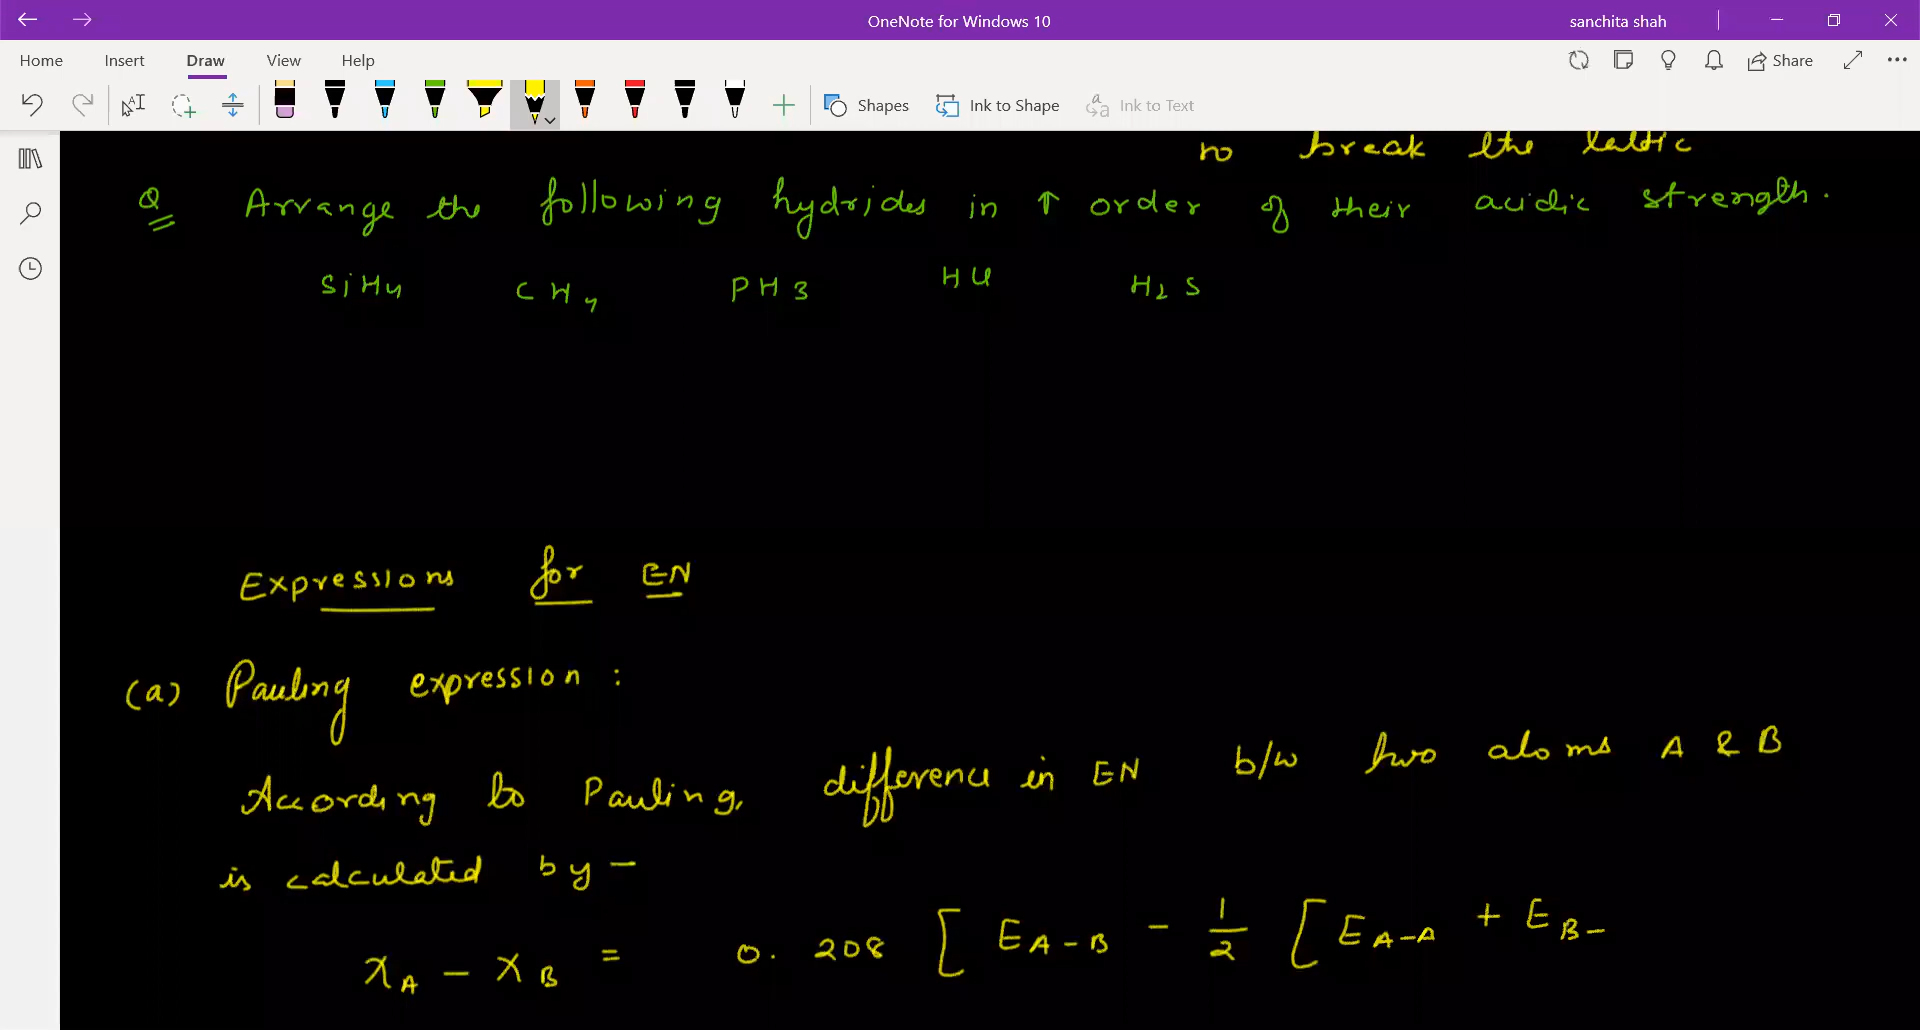 OneNote for Windows 10
sanchita shah
Home Insert Draw View Help
Share
Shapes Ink to Shape Ink to Text
to break the lattic
Q Arrange the following hydrides in ↑ order of their acidic strength.
SiH4 CH4 PH3 HCl H2S
Expressions for EN
(a) Pauling expression :
According to Pauling, difference in EN b/w two atoms A & B
is calculated by -
xA - xB = 0.208 [ EA-B - 1/2 [ EA-A + EB-